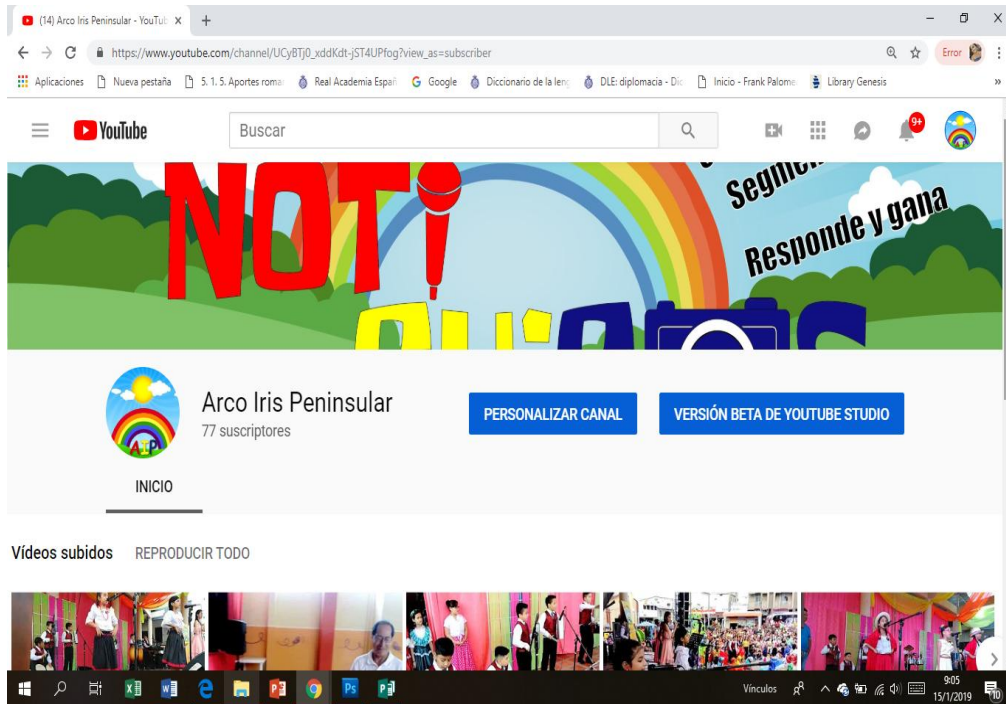 (14) Arco Iris Peninsular - YouTub
https://www.youtube.com/channel/UCyBTj0_xddKdt-jST4UPfog?view_as=subscriber
Error
Aplicaciones Nueva pestaña 5. 1. 5. Aportes roma Real Academia Españ Google Diccionario de la leng DLE: diplomacia - Dic Inicio - Frank Palome Library Genesis »
YouTube Buscar 9+
NOTI
Responde y gana
Arco Iris Peninsular
77 suscriptores
PERSONALIZAR CANAL VERSIÓN BETA DE YOUTUBE STUDIO
AIP
INICIO
Vídeos subidos REPRODUCIR TODO
Vínculos
9:05
15/1/2019
10